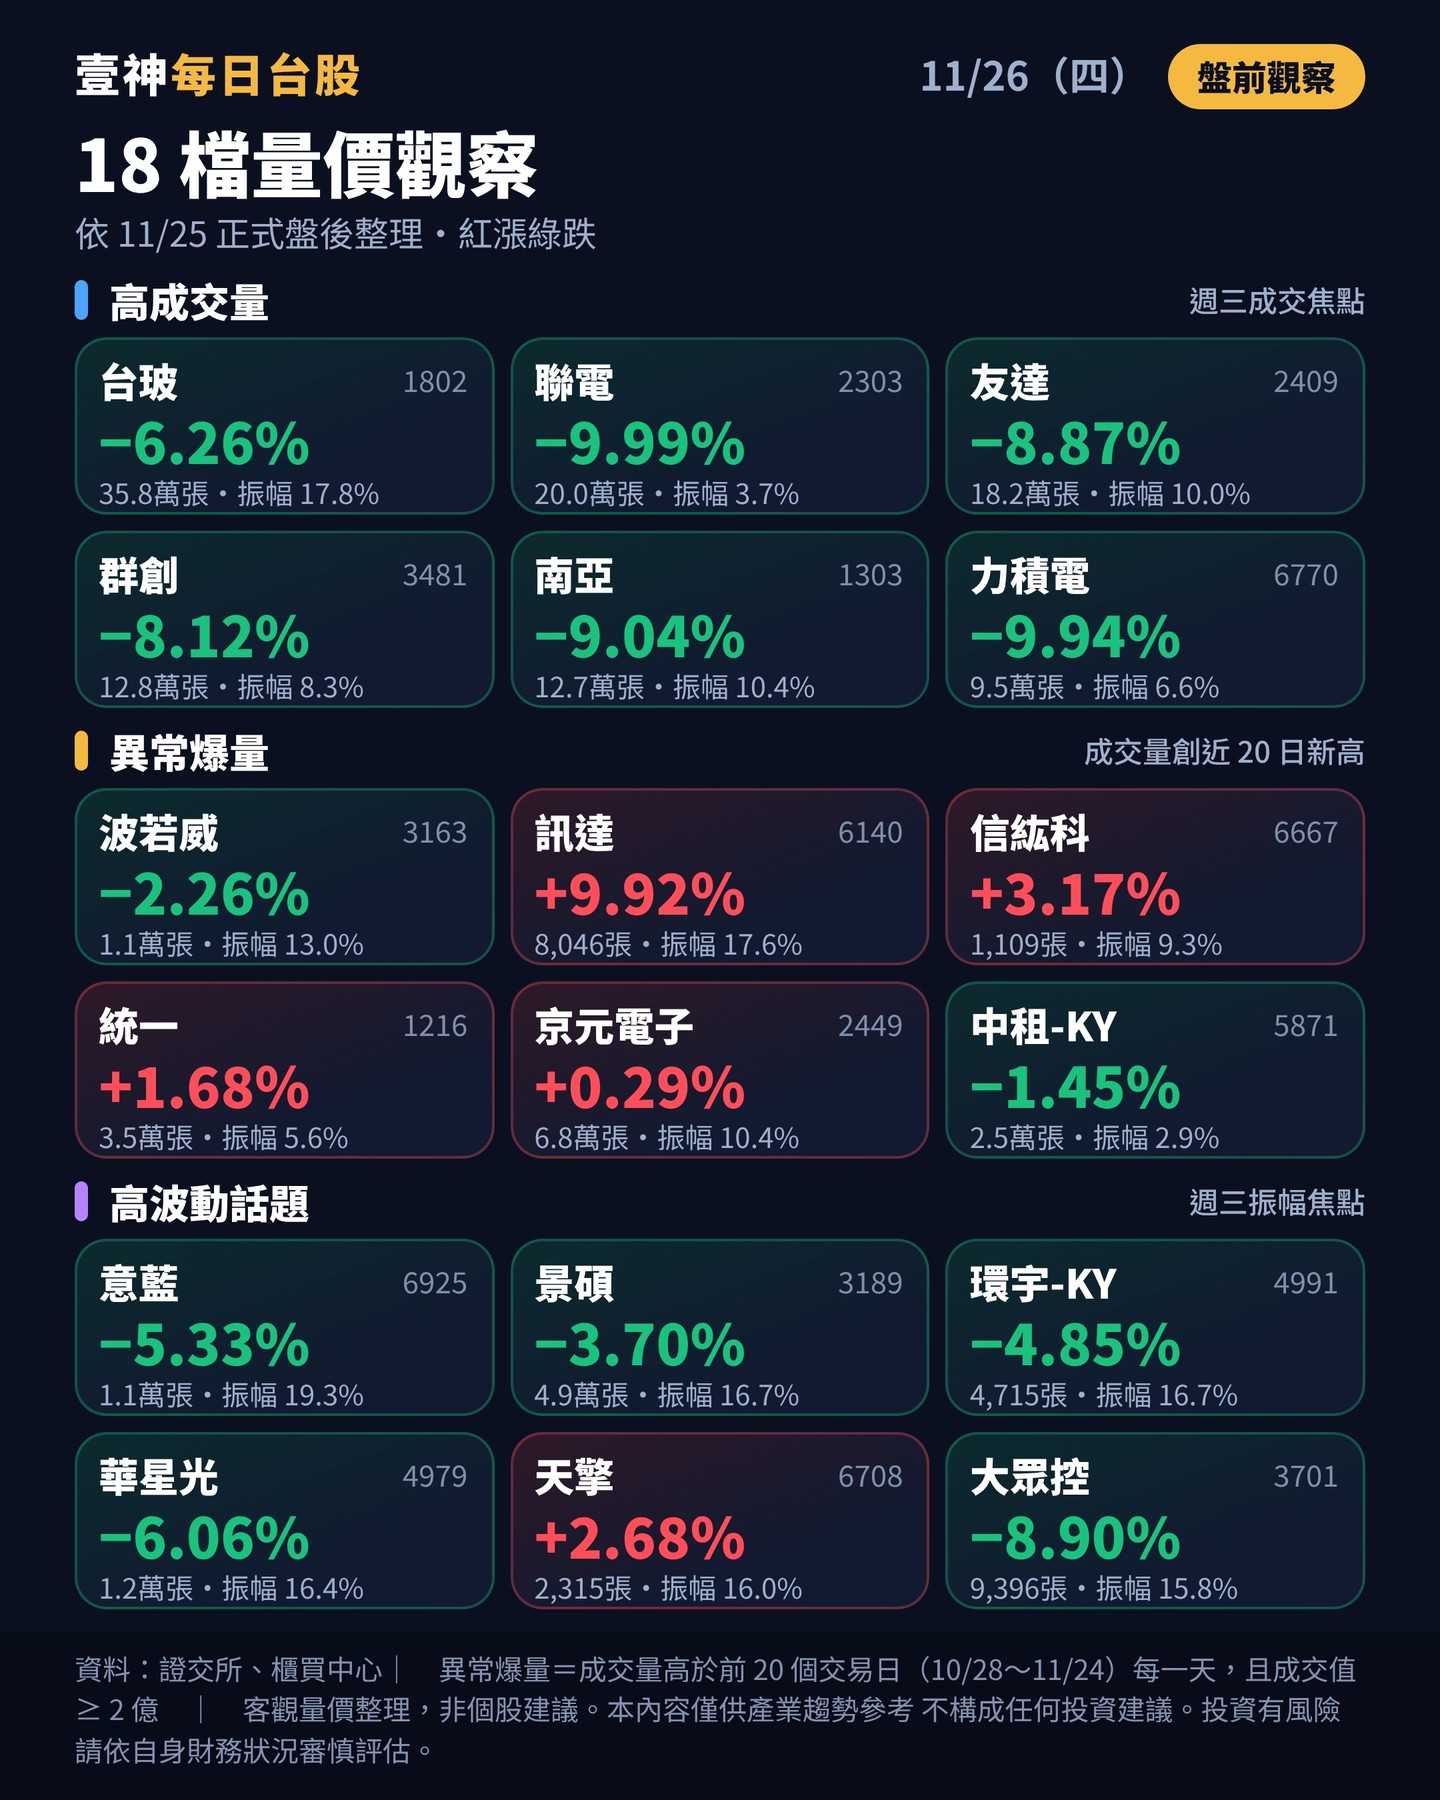 壹神每日台股
11/26（四）
盤前觀察
18 檔量價觀察
依 11/25 正式盤後整理・紅漲綠跌
高成交量
週三成交焦點
台玻 1802
−6.26%
35.8萬張・振幅 17.8%
聯電 2303
−9.99%
20.0萬張・振幅 3.7%
友達 2409
−8.87%
18.2萬張・振幅 10.0%
群創 3481
−8.12%
12.8萬張・振幅 8.3%
南亞 1303
−9.04%
12.7萬張・振幅 10.4%
力積電 6770
−9.94%
9.5萬張・振幅 6.6%
異常爆量
成交量創近 20 日新高
波若威 3163
−2.26%
1.1萬張・振幅 13.0%
訊達 6140
+9.92%
8,046張・振幅 17.6%
信紘科 6667
+3.17%
1,109張・振幅 9.3%
統一 1216
+1.68%
3.5萬張・振幅 5.6%
京元電子 2449
+0.29%
6.8萬張・振幅 10.4%
中租-KY 5871
−1.45%
2.5萬張・振幅 2.9%
高波動話題
週三振幅焦點
意藍 6925
−5.33%
1.1萬張・振幅 19.3%
景碩 3189
−3.70%
4.9萬張・振幅 16.7%
環宇-KY 4991
−4.85%
4,715張・振幅 16.7%
華星光 4979
−6.06%
1.2萬張・振幅 16.4%
天擎 6708
+2.68%
2,315張・振幅 16.0%
大眾控 3701
−8.90%
9,396張・振幅 15.8%
資料：證交所、櫃買中心｜　異常爆量＝成交量高於前 20 個交易日（10/28～11/24）每一天，且成交值
≥ 2 億　｜　客觀量價整理，非個股建議。本內容僅供產業趨勢參考 不構成任何投資建議。投資有風險
請依自身財務狀況審慎評估。